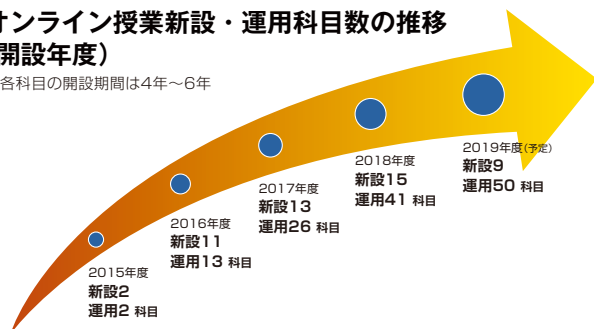 オンライン授業新設・運用科目数の推移
開設年度）
各科目の開設期間は4年～6年
2019年度(予定)
新設9
運用50 科目
2018年度
新設15
運用41 科目
2017年度
新設13
運用26 科目
2016年度
新設11
運用13 科目
2015年度
新設2
運用2 科目